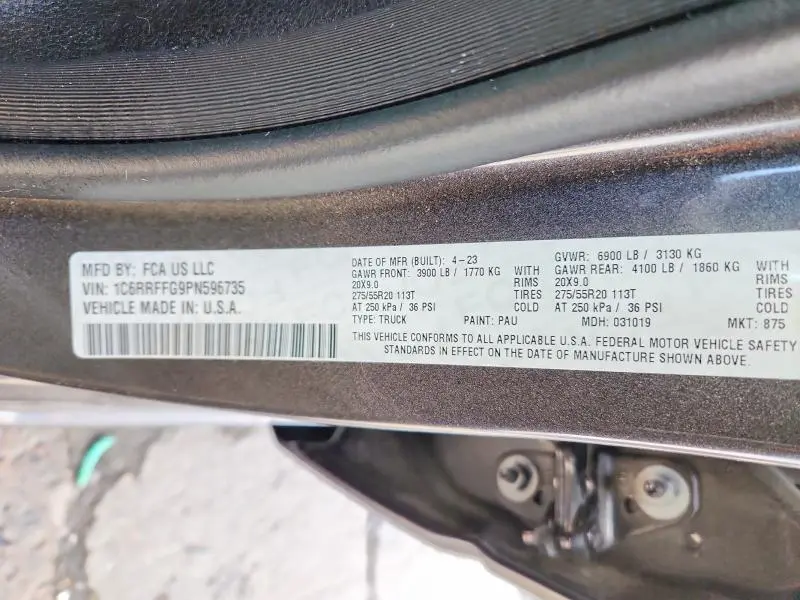 MFD BY: FCA US LLC
VIN: 1C6RRFFG9PN596735
VEHICLE MADE IN: U.S.A.
DATE OF MFR (BUILT): 4-23 GVWR: 6900 LB / 3130 KG
GAWR FRONT: 3900 LB / 1770 KG WITH GAWR REAR: 4100 LB / 1860 KG WITH
20X9.0 RIMS 20X9.0 RIMS
275/55R20 113T TIRES 275/55R20 113T TIRES
AT 250 kPa / 36 PSI COLD AT 250 kPa / 36 PSI COLD
TYPE: TRUCK PAINT: PAU MDH: 031019 MKT: 875
THIS VEHICLE CONFORMS TO ALL APPLICABLE U.S.A. FEDERAL MOTOR VEHICLE SAFETY
STANDARDS IN EFFECT ON THE DATE OF MANUFACTURE SHOWN ABOVE.